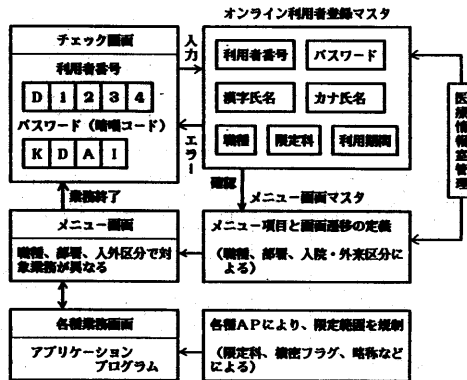 オンライン利用者登録マスタ
チェック画面
利用者番号
D 1 2 3 4
パスワード（暗唱コード）
K D A I
入力
エラー
利用者番号
パスワード
漢字氏名
カナ氏名
職種
限定科
利用期間
医療情報室管理
業務終了
確認
メニュー画面マスタ
メニュー画面
職種、部署、入外区分で対
象業務が異なる
メニュー項目と画面遷移の定義
（職種、部署、入院・外来区分
による）
各種業務画面
アプリケーション
プログラム
各種APにより、限定範囲を規制
（限定科、機密フラグ、略称など
による）